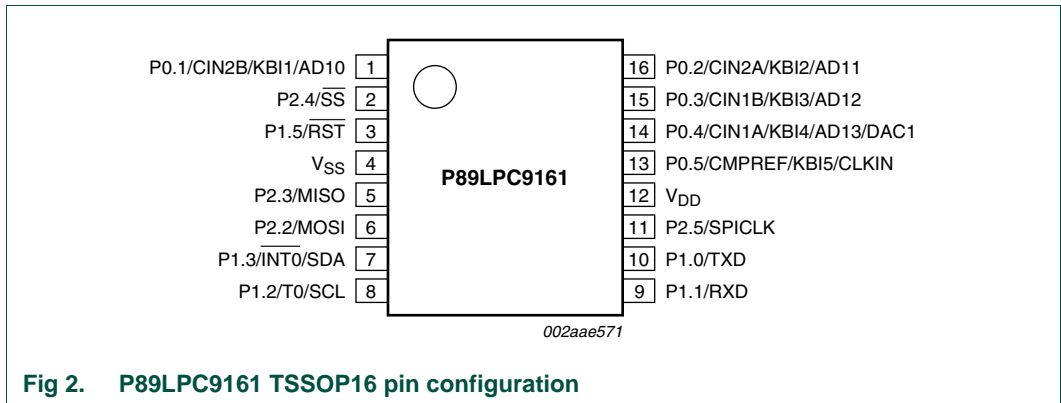 P0.1/CIN2B/KBI1/AD10 1
P2.4/S̅S̅ 2
P1.5/R̅S̅T̅ 3
VSS 4
P2.3/MISO 5
P2.2/MOSI 6
P1.3/I̅N̅T̅0̅/SDA 7
P1.2/T0/SCL 8
P89LPC9161
16 P0.2/CIN2A/KBI2/AD11
15 P0.3/CIN1B/KBI3/AD12
14 P0.4/CIN1A/KBI4/AD13/DAC1
13 P0.5/CMPREF/KBI5/CLKIN
12 VDD
11 P2.5/SPICLK
10 P1.0/TXD
9 P1.1/RXD
002aae571
Fig 2. P89LPC9161 TSSOP16 pin configuration